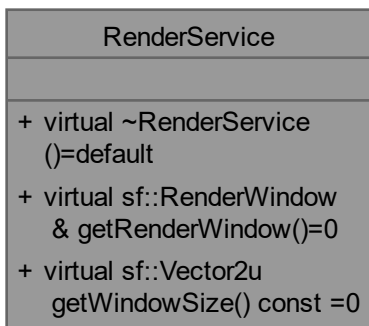 RenderService
+ virtual ~RenderService
()=default
+ virtual sf::RenderWindow
& getRenderWindow()=0
+ virtual sf::Vector2u
getWindowSize() const =0